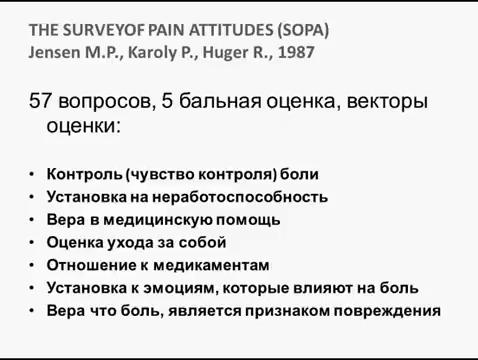 THE SURVEYOF PAIN ATTITUDES (SOPA)
Jensen M.P., Karoly P., Huger R., 1987
57 вопросов, 5 бальная оценка, векторы
оценки:
• Контроль (чувство контроля) боли
• Установка на неработоспособность
• Вера в медицинскую помощь
• Оценка ухода за собой
• Отношение к медикаментам
• Установка к эмоциям, которые влияют на боль
• Вера что боль, является признаком повреждения